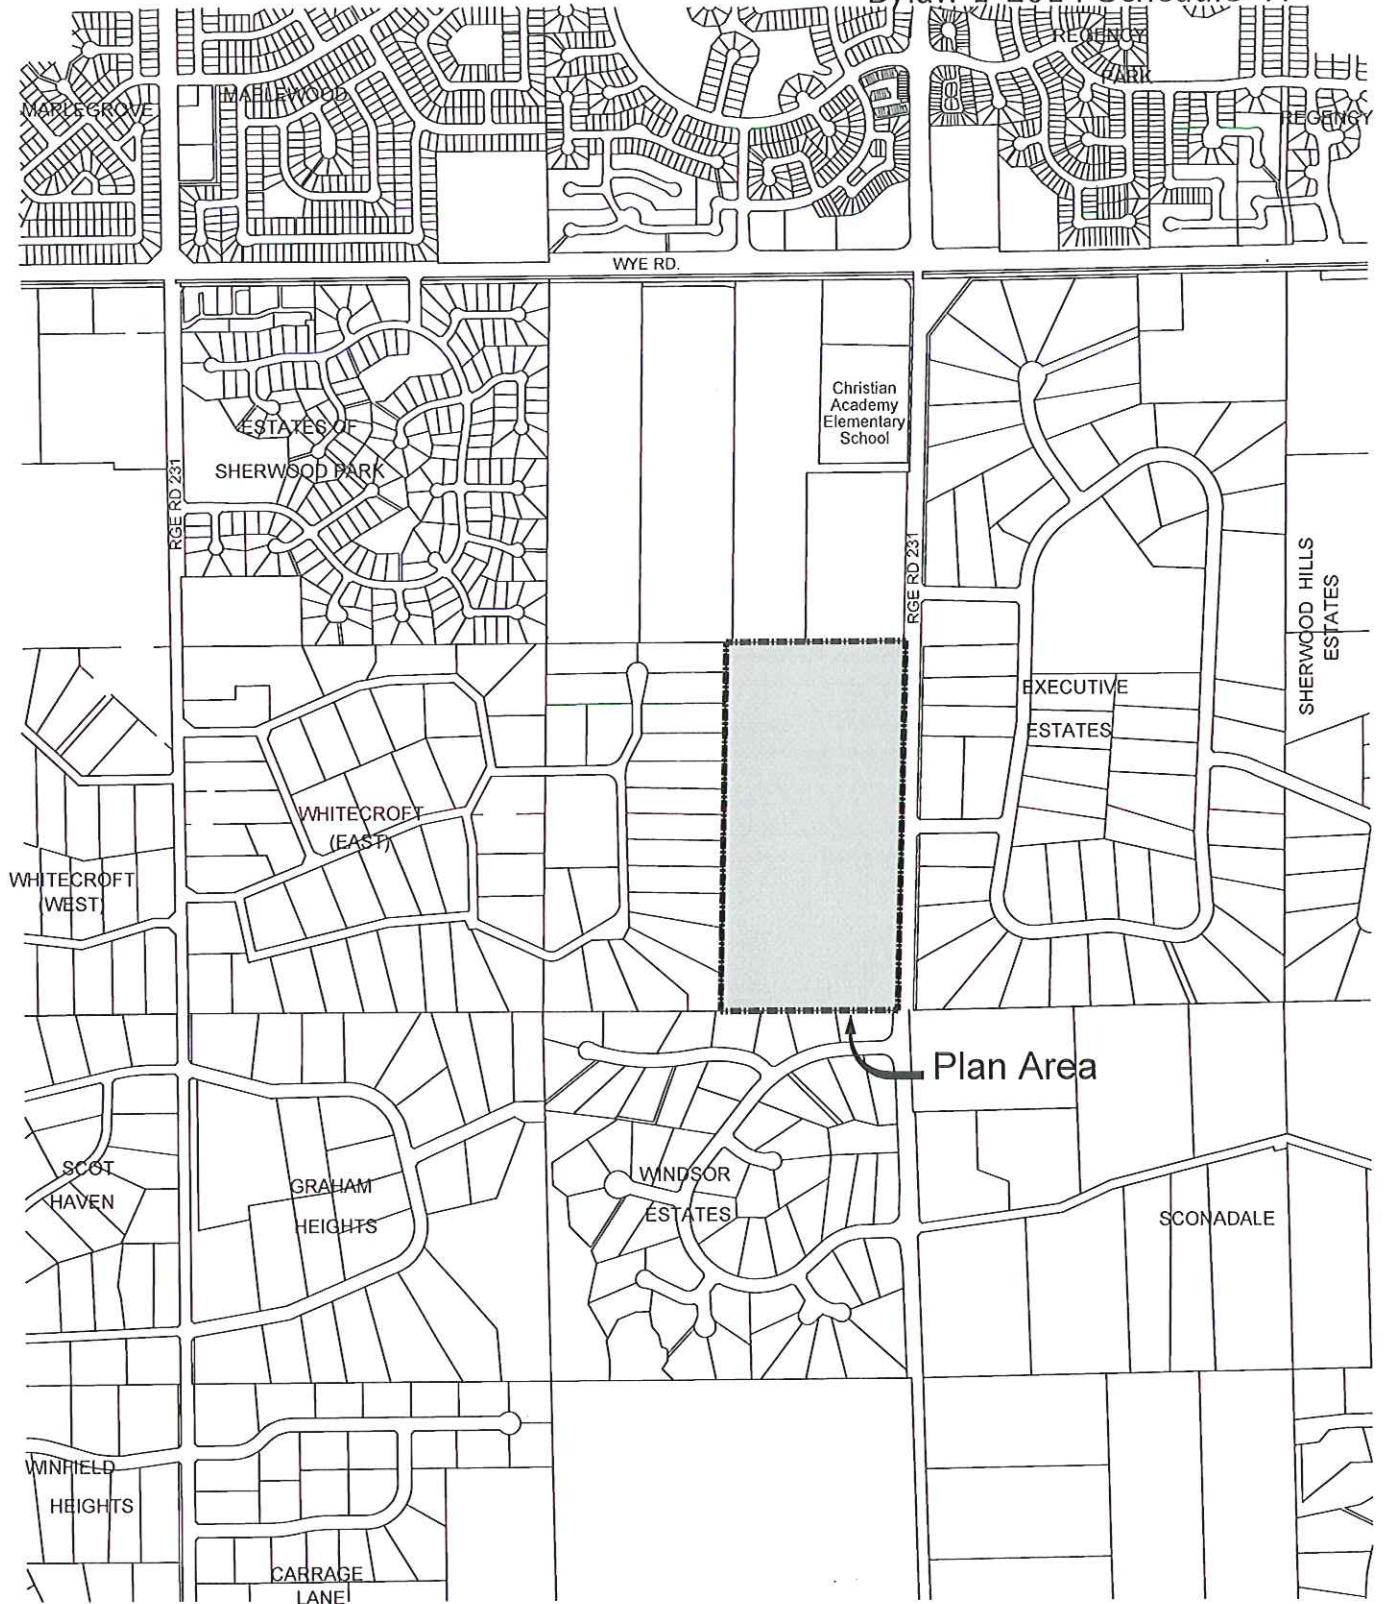 REGENCY
PARK
MAPLEGROVE
MAPLEWOOD
REGENCY
WYE RD.
Christian
Academy
Elementary
School
ESTATES OF
SHERWOOD PARK
RGE RD 231
RGE RD 231
SHERWOOD HILLS
ESTATES
EXECUTIVE
ESTATES
WHITECROFT
(EAST)
WHITECROFT
(WEST)
Plan Area
SCOT
HAVEN
GRAHAM
HEIGHTS
WINDSOR
ESTATES
SCONADALE
WINFIELD
HEIGHTS
CARRAGE
LANE